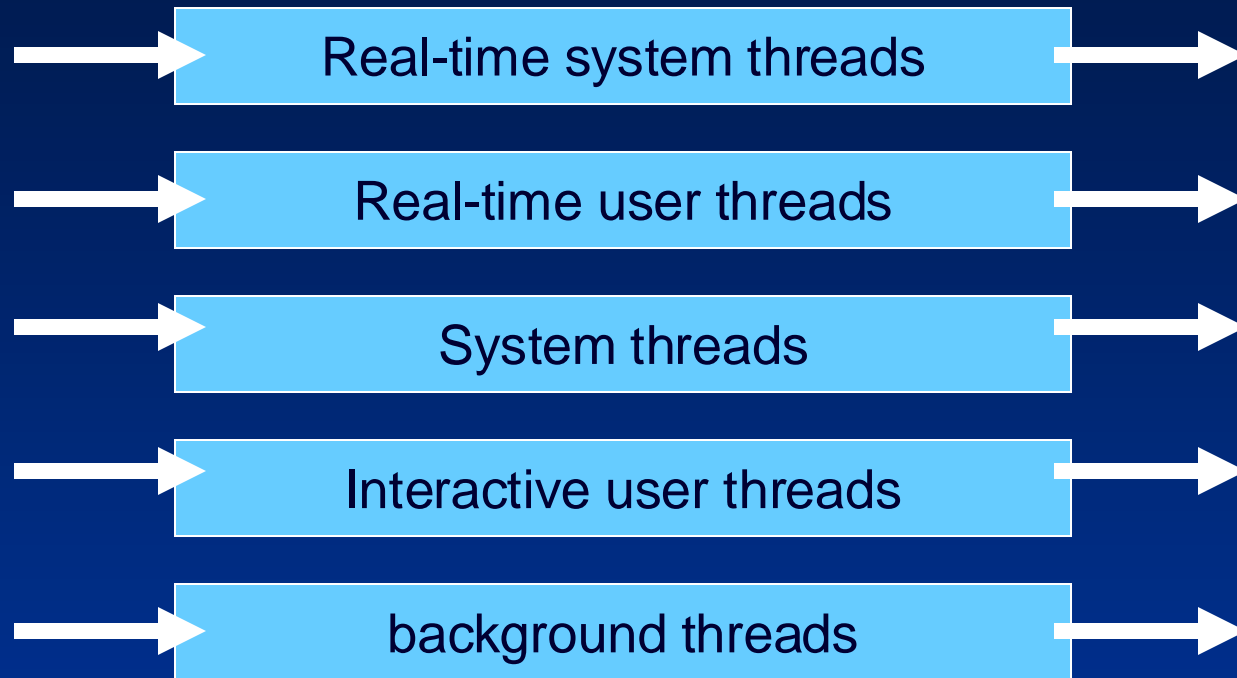 Real-time system threads
Real-time user threads
System threads
Interactive user threads
background threads